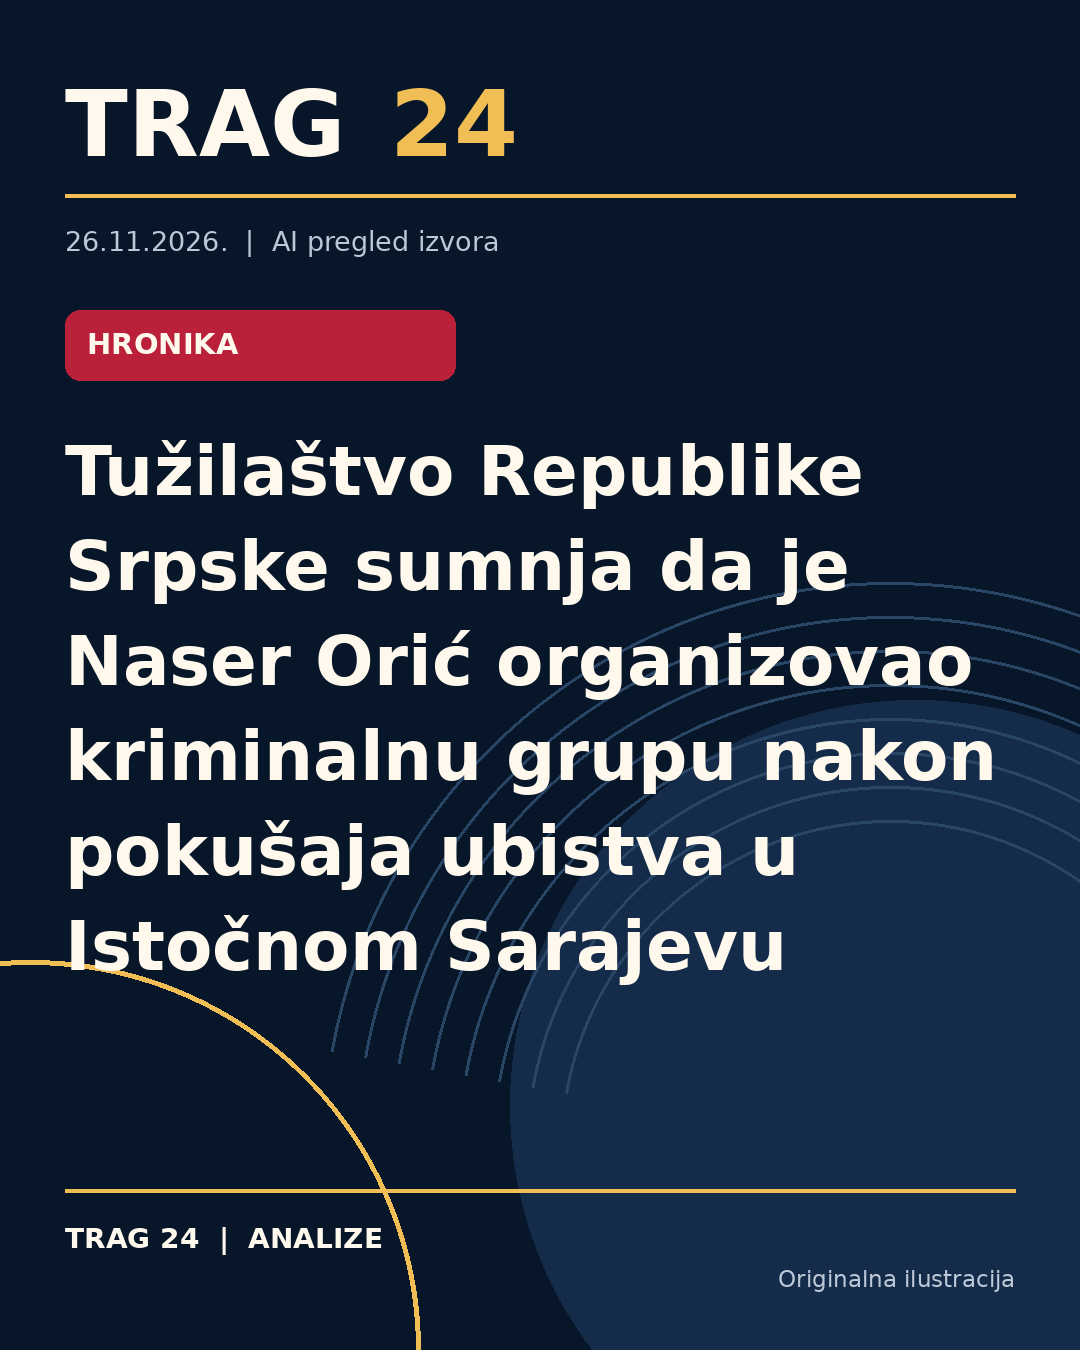 TRAG 24
26.11.2026. | AI pregled izvora
HRONIKA
Tužilaštvo Republike
Srpske sumnja da je
Naser Orić organizovao
kriminalnu grupu nakon
pokušaja ubistva u
Istočnom Sarajevu
TRAG 24 | ANALIZE
Originalna ilustracija